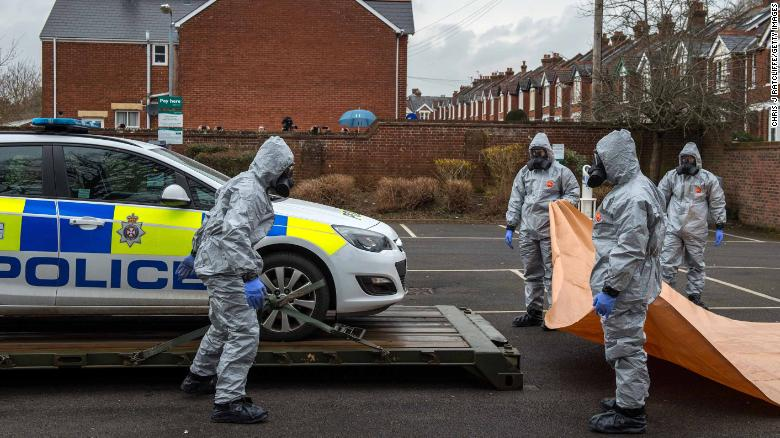 Pay here
POLICE
CHRIS J RATCLIFFE/GETTY IMAGES